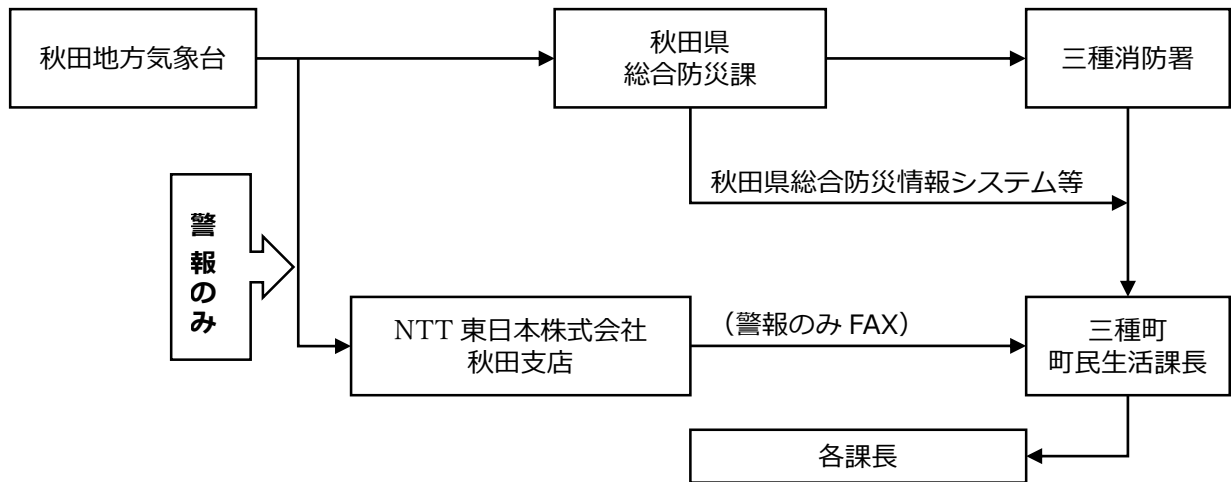 秋田地方気象台
秋田県
総合防災課
三種消防署
秋田県総合防災情報システム等
警報のみ
NTT 東日本株式会社
秋田支店
（警報のみ FAX）
三種町
町民生活課長
各課長